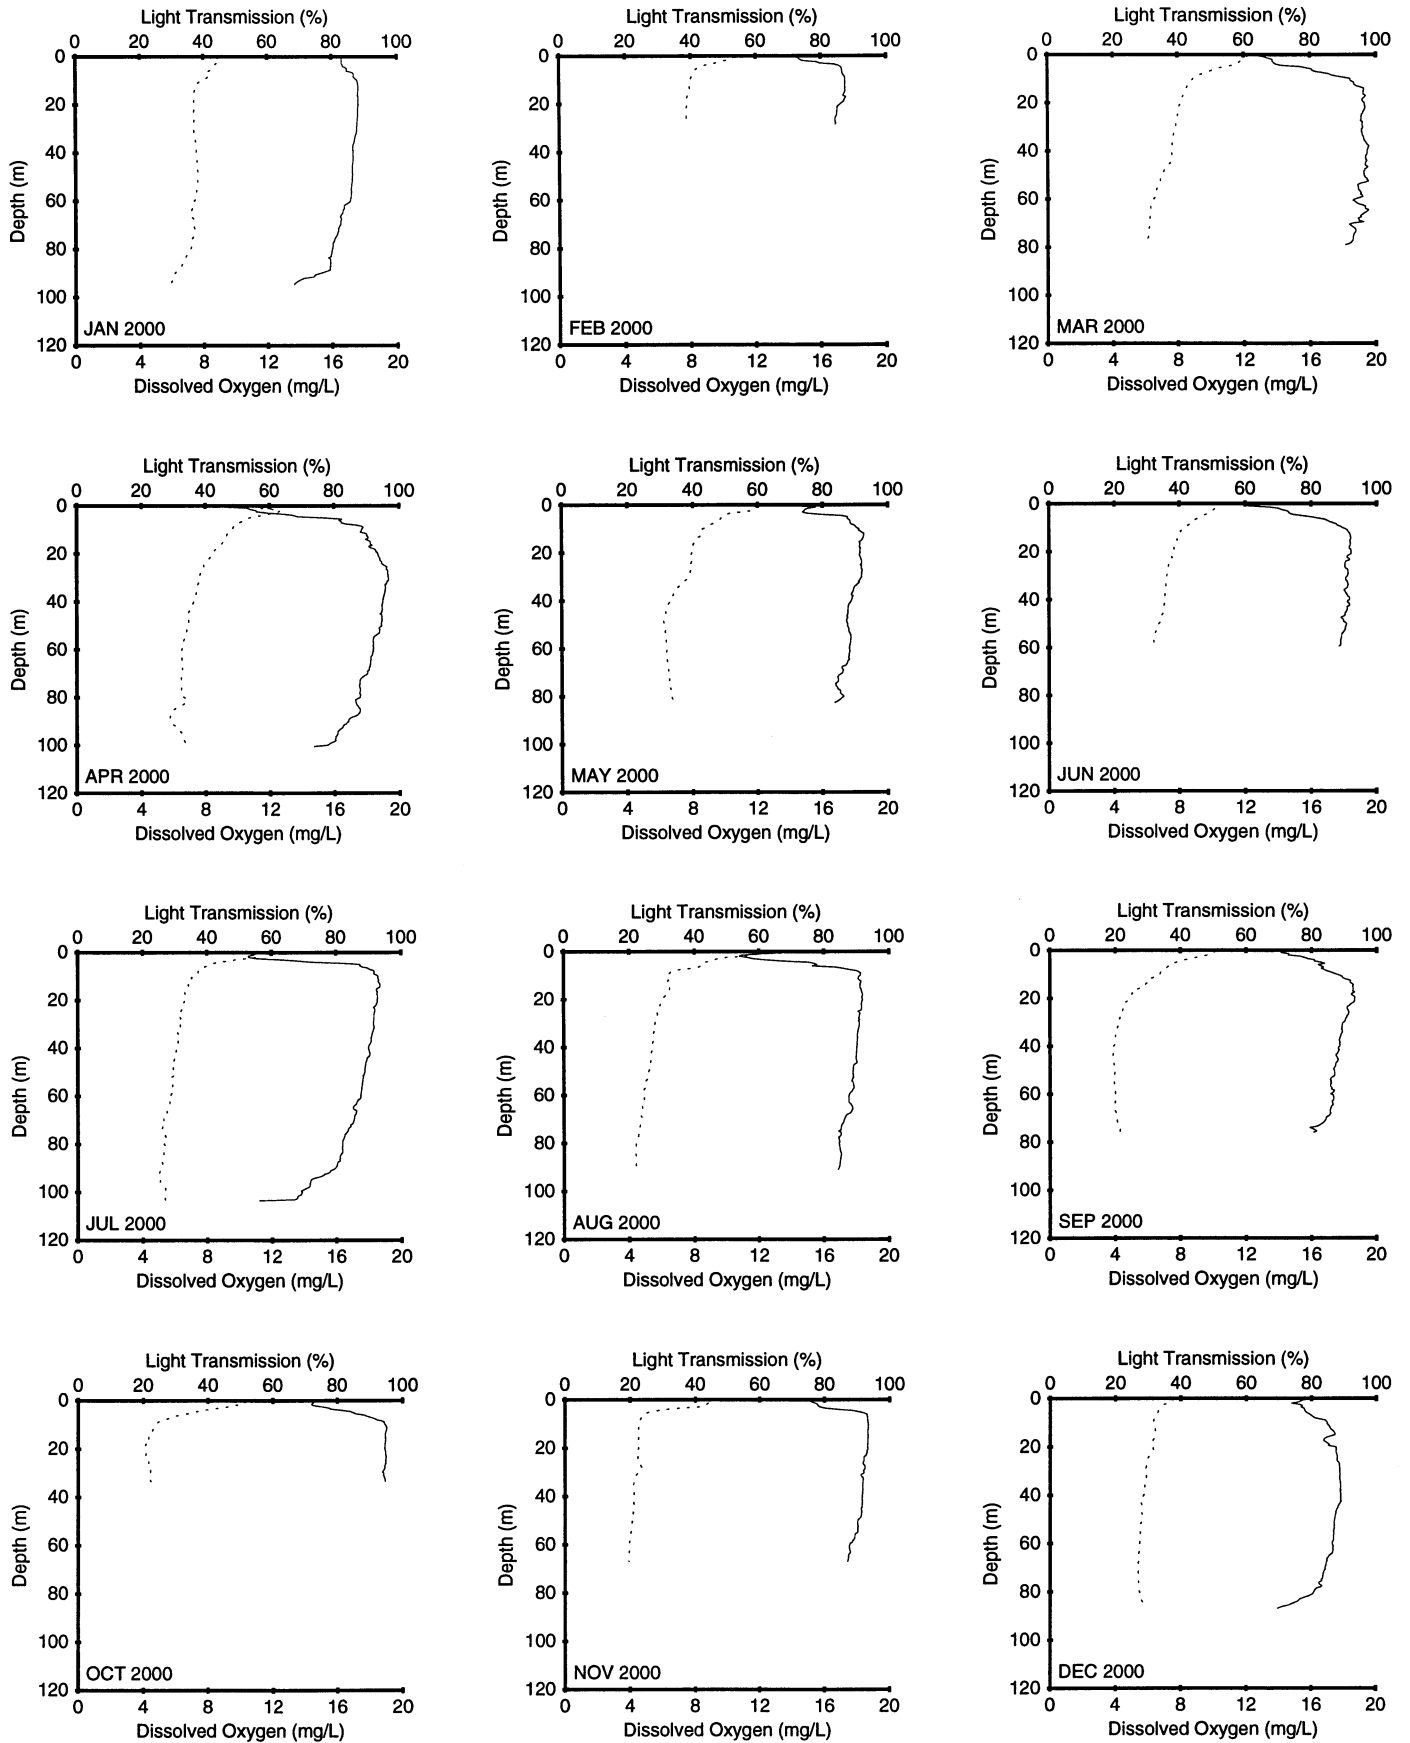 Light Transmission (%)
0 20 40 60 80 100
0
20
40
60
80
100
120
Depth (m)
JAN 2000
0 4 8 12 16 20
Dissolved Oxygen (mg/L)
Light Transmission (%)
0 20 40 60 80 100
0
20
40
60
80
100
120
Depth (m)
FEB 2000
0 4 8 12 16 20
Dissolved Oxygen (mg/L)
Light Transmission (%)
0 20 40 60 80 100
0
20
40
60
80
100
120
Depth (m)
MAR 2000
0 4 8 12 16 20
Dissolved Oxygen (mg/L)
Light Transmission (%)
0 20 40 60 80 100
0
20
40
60
80
100
120
Depth (m)
APR 2000
0 4 8 12 16 20
Dissolved Oxygen (mg/L)
Light Transmission (%)
0 20 40 60 80 100
0
20
40
60
80
100
120
Depth (m)
MAY 2000
0 4 8 12 16 20
Dissolved Oxygen (mg/L)
Light Transmission (%)
0 20 40 60 80 100
0
20
40
60
80
100
120
Depth (m)
JUN 2000
0 4 8 12 16 20
Dissolved Oxygen (mg/L)
Light Transmission (%)
0 20 40 60 80 100
0
20
40
60
80
100
120
Depth (m)
JUL 2000
0 4 8 12 16 20
Dissolved Oxygen (mg/L)
Light Transmission (%)
0 20 40 60 80 100
0
20
40
60
80
100
120
Depth (m)
AUG 2000
0 4 8 12 16 20
Dissolved Oxygen (mg/L)
Light Transmission (%)
0 20 40 60 80 100
0
20
40
60
80
100
120
Depth (m)
SEP 2000
0 4 8 12 16 20
Dissolved Oxygen (mg/L)
Light Transmission (%)
0 20 40 60 80 100
0
20
40
60
80
100
120
Depth (m)
OCT 2000
0 4 8 12 16 20
Dissolved Oxygen (mg/L)
Light Transmission (%)
0 20 40 60 80 100
0
20
40
60
80
100
120
Depth (m)
NOV 2000
0 4 8 12 16 20
Dissolved Oxygen (mg/L)
Light Transmission (%)
0 20 40 60 80 100
0
20
40
60
80
100
120
Depth (m)
DEC 2000
0 4 8 12 16 20
Dissolved Oxygen (mg/L)